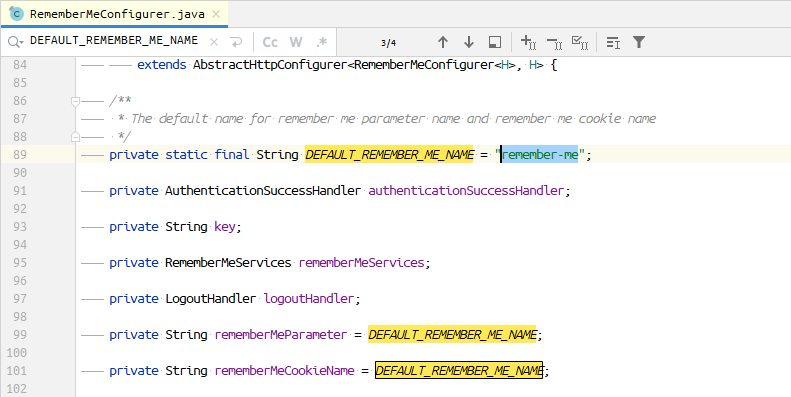 RememberMeConfigurer.java
DEFAULT_REMEMBER_ME_NAME Cc W .* 3/4
84 extends AbstractHttpConfigurer<RememberMeConfigurer<H>, H> {
85
86 /**
87 * The default name for remember me parameter name and remember me cookie name
88 */
89 private static final String DEFAULT_REMEMBER_ME_NAME = "remember-me";
90
91 private AuthenticationSuccessHandler authenticationSuccessHandler;
92
93 private String key;
94
95 private RememberMeServices rememberMeServices;
96
97 private LogoutHandler logoutHandler;
98
99 private String rememberMeParameter = DEFAULT_REMEMBER_ME_NAME;
100
101 private String rememberMeCookieName = DEFAULT_REMEMBER_ME_NAME;
102